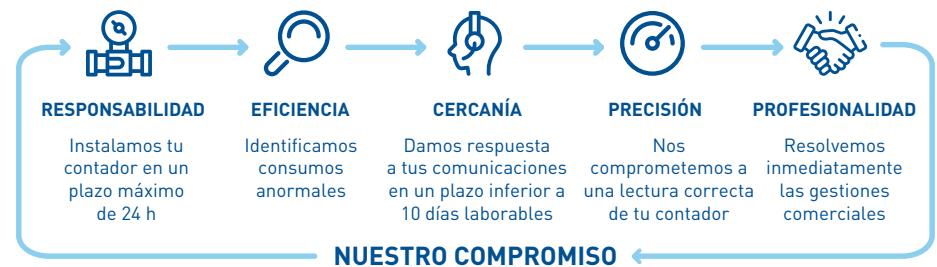 RESPONSABILIDAD
Instalamos tu
contador en un
plazo máximo
de 24 h
EFICIENCIA
Identificamos
consumos
anormales
CERCANÍA
Damos respuesta
a tus comunicaciones
en un plazo inferior a
10 días laborables
PRECISIÓN
Nos
comprometemos a
una lectura correcta
de tu contador
PROFESIONALIDAD
Resolvemos
inmediatamente
las gestiones
comerciales
NUESTRO COMPROMISO